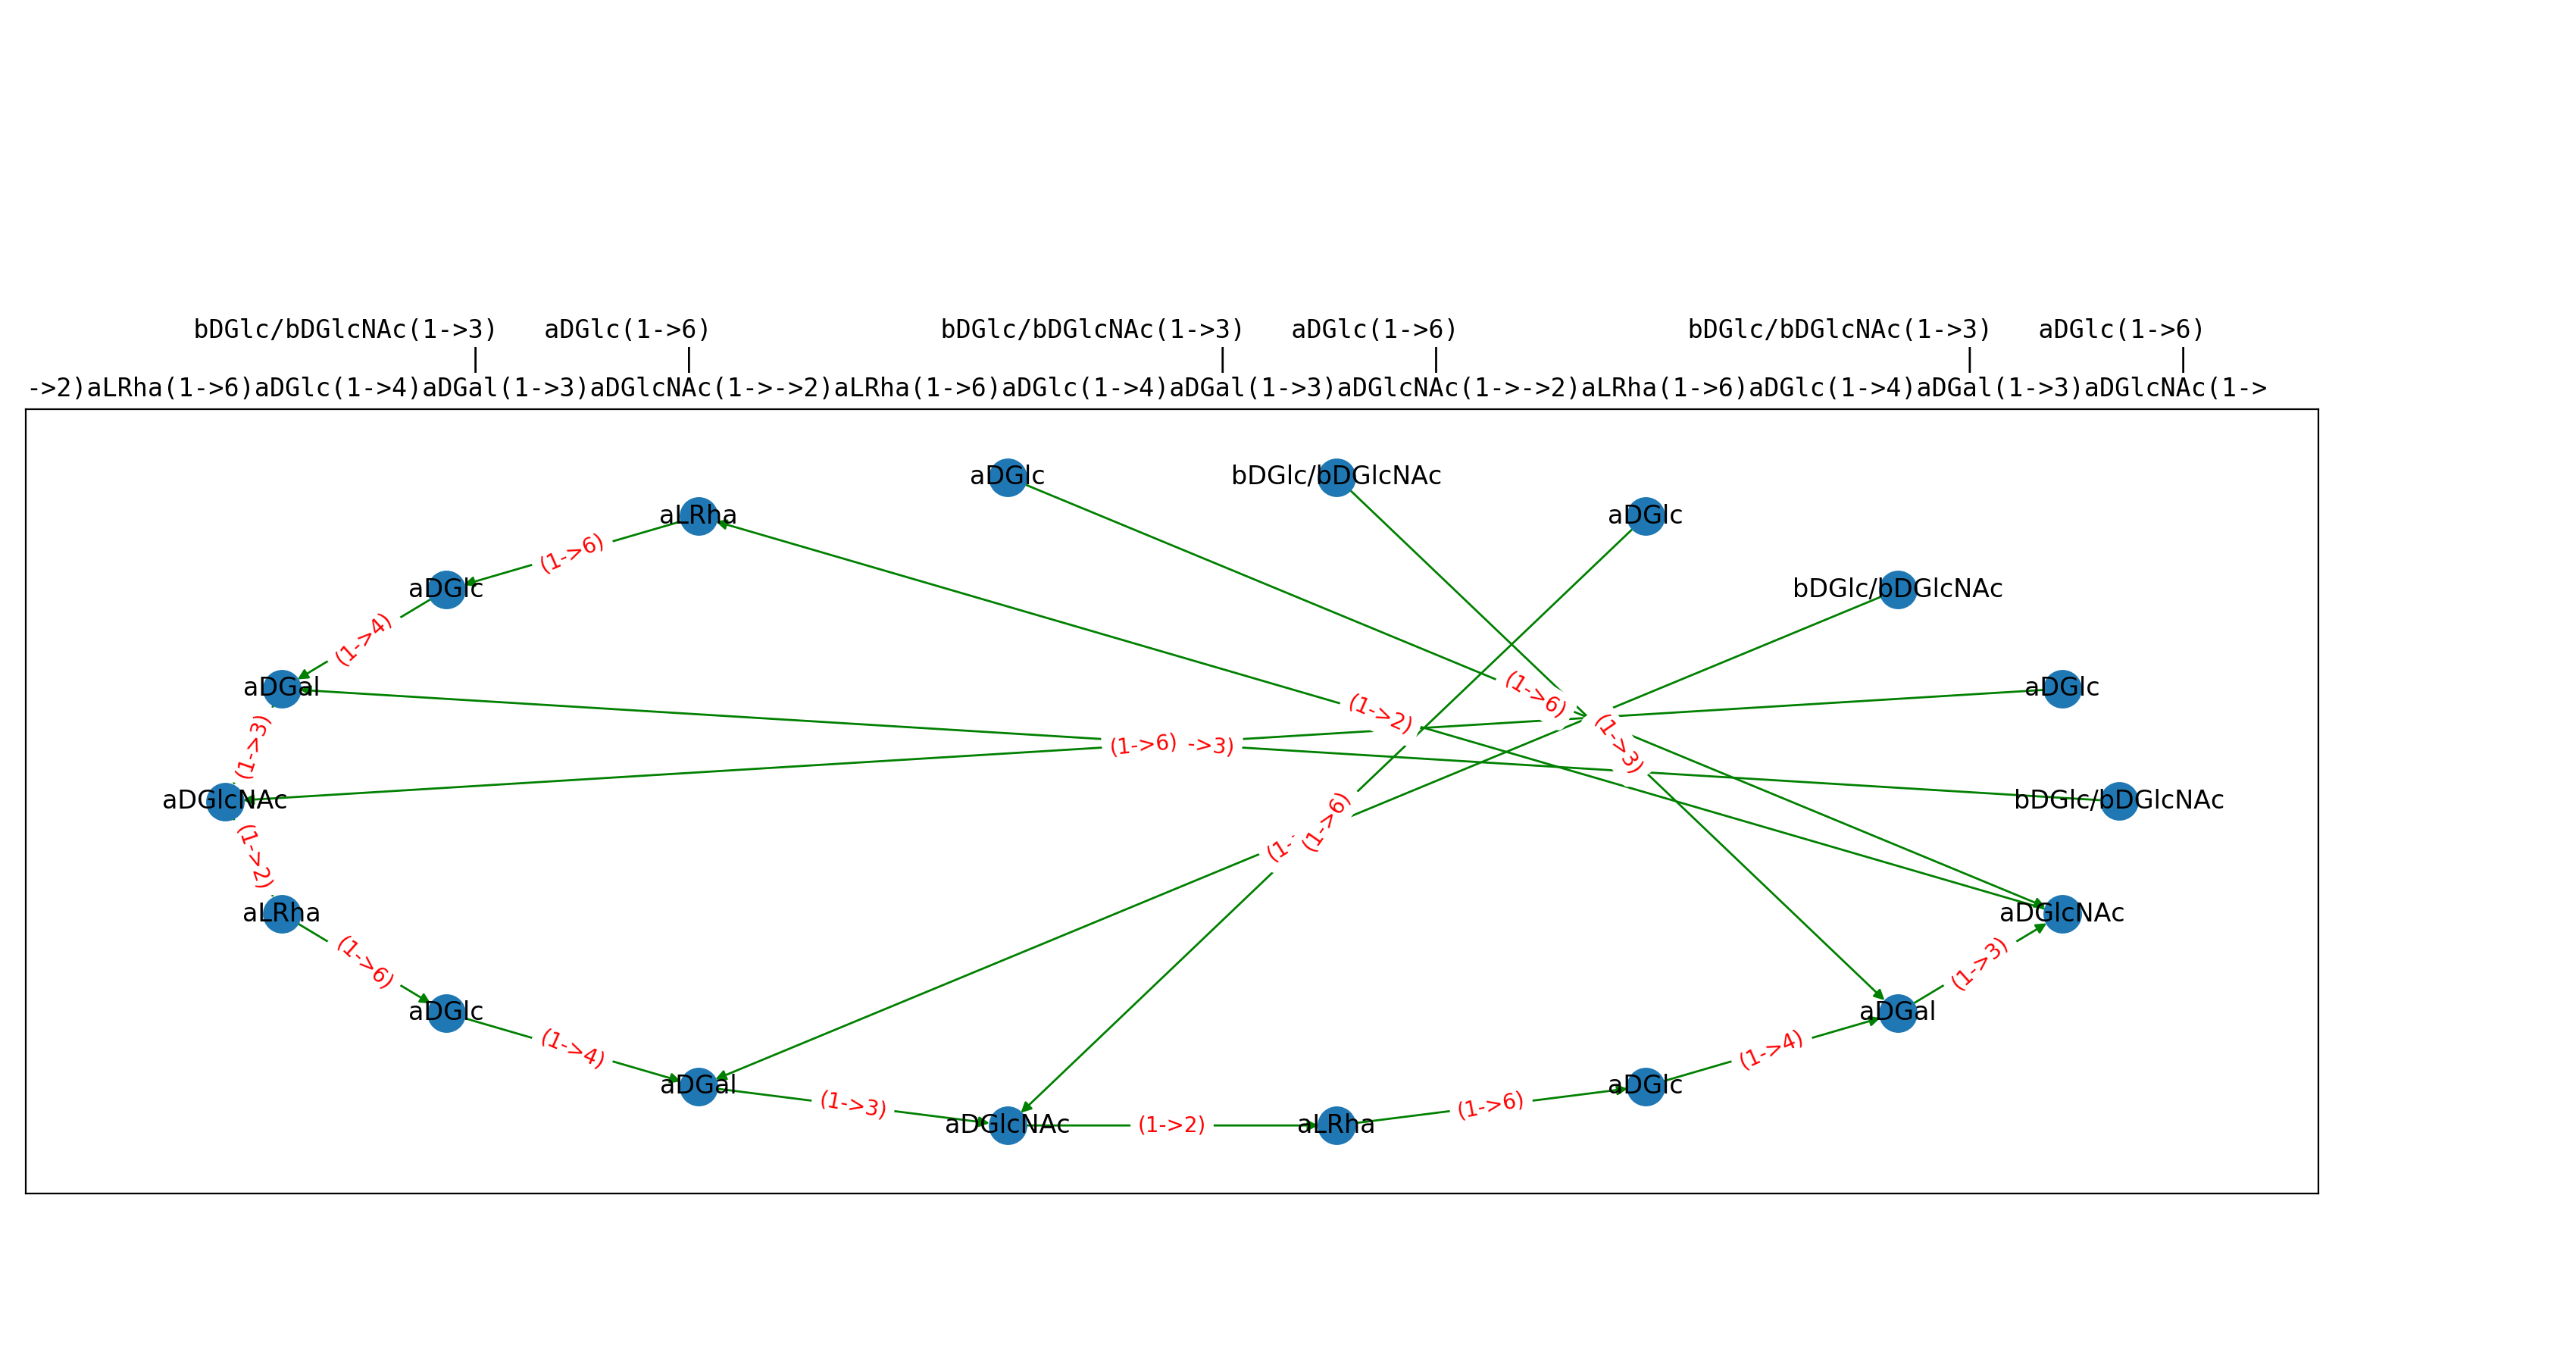 bDGlc/bDGlcNAc(1->3)   aDGlc(1->6)   bDGlc/bDGlcNAc(1->3)   aDGlc(1->6)   bDGlc/bDGlcNAc(1->3)   aDGlc(1->6)
|   |   |   |   |   |
->2)aLRha(1->6)aDGlc(1->4)aDGal(1->3)aDGlcNAc(1->->2)aLRha(1->6)aDGlc(1->4)aDGal(1->3)aDGlcNAc(1->->2)aLRha(1->6)aDGlc(1->4)aDGal(1->3)aDGlcNAc(1->
aDGlc   bDGlc/bDGlcNAc
aLRha   aDGlc
(1->6)
aDGlc   bDGlc/bDGlcNAc
(1->4)
aDGal   (1->6)   aDGlc
(1->2)
(1->3)   (1->6)   ->3)   (1->3)
aDGlcNAc   bDGlc/bDGlcNAc
(1->6)
(1->2)   (1-
aLRha   aDGlcNAc
(1->6)   (1->3)
aDGlc   aDGal
(1->4)   (1->4)
aDGal   aDGlc
(1->3)   (1->6)
aDGlcNAc   (1->2)   aLRha